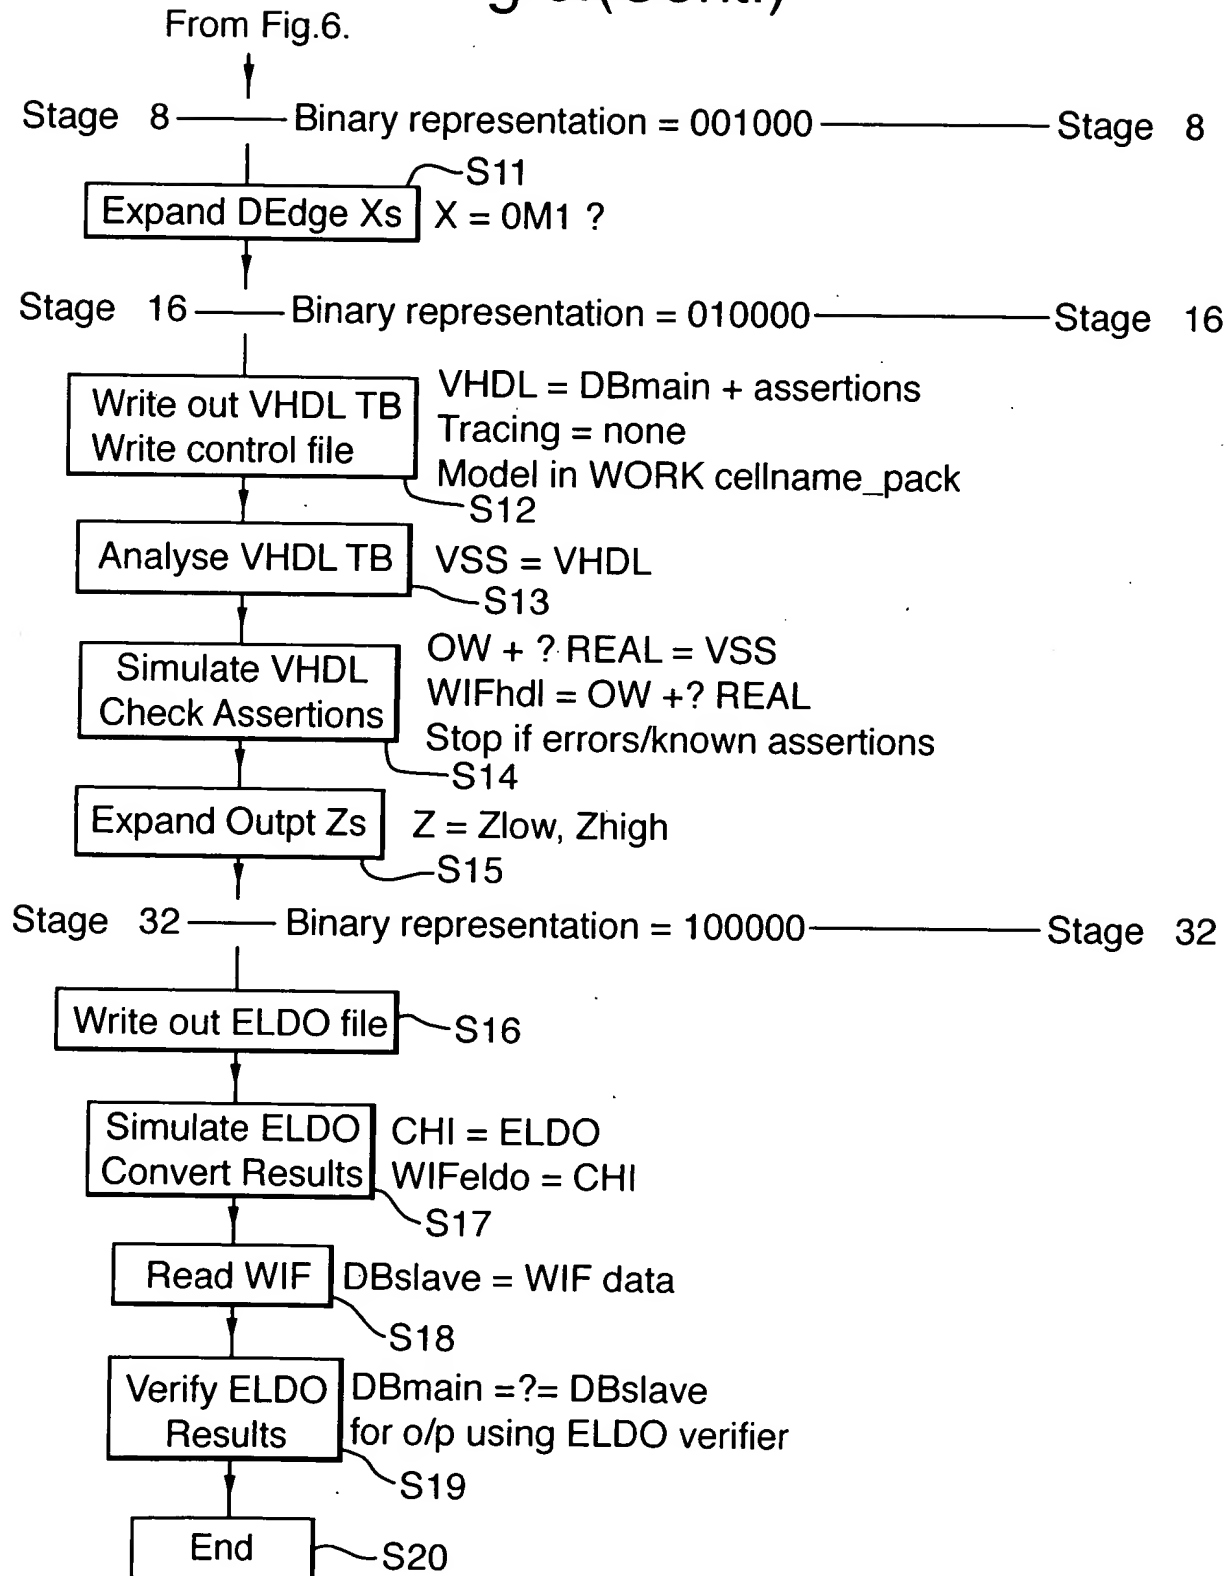 From Fig.6.
Stage 8 Binary representation = 001000 Stage 8
S11
Expand DEdge Xs X = 0M1 ?
Stage 16 Binary representation = 010000 Stage 16
Write out VHDL TB
Write control file
VHDL = DBmain + assertions
Tracing = none
Model in WORK cellname_pack
S12
Analyse VHDL TB VSS = VHDL
S13
Simulate VHDL
Check Assertions
OW + ? REAL = VSS
WIFhdl = OW +? REAL
Stop if errors/known assertions
S14
Expand Outpt Zs Z = Zlow, Zhigh
S15
Stage 32 Binary representation = 100000 Stage 32
Write out ELDO file S16
Simulate ELDO
Convert Results
CHI = ELDO
WIFeldo = CHI
S17
Read WIF DBslave = WIF data
S18
Verify ELDO
Results
DBmain =?= DBslave
for o/p using ELDO verifier
S19
End S20